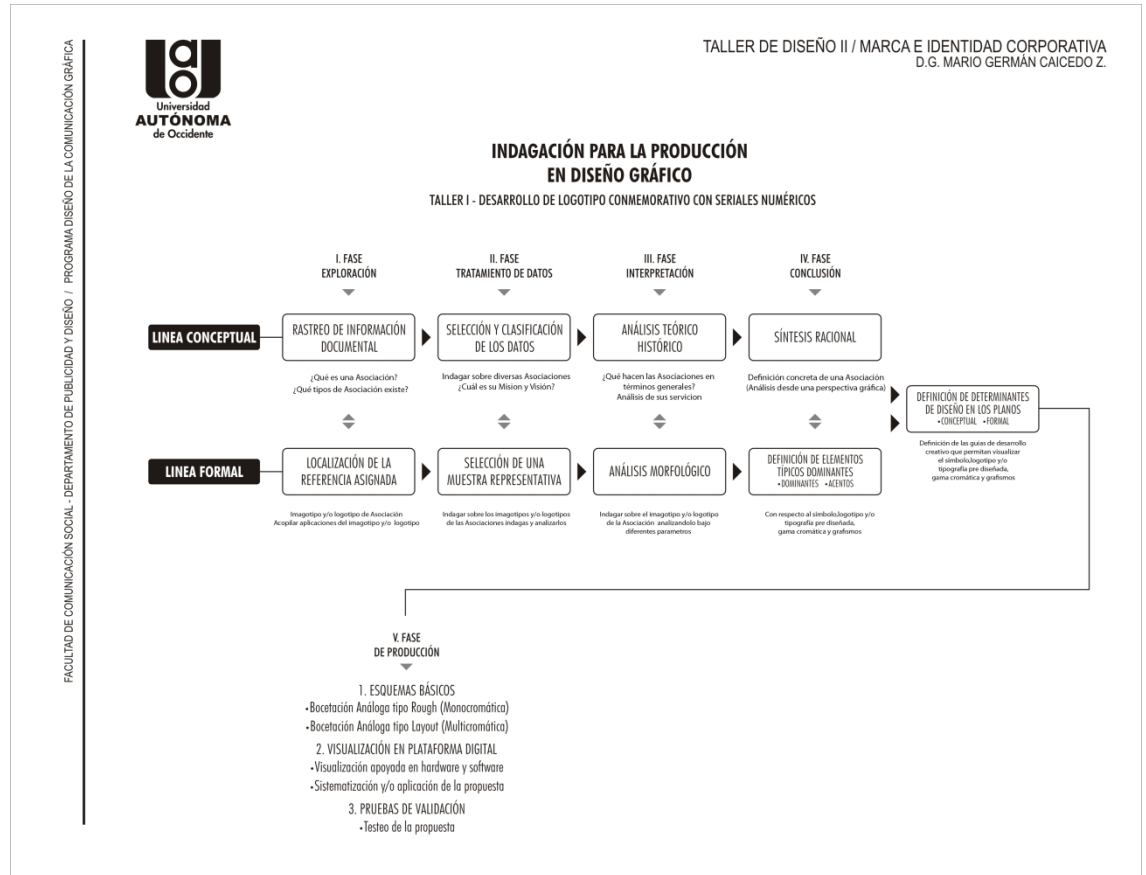 FACULTAD DE COMUNICACIÓN SOCIAL - DEPARTAMENTO DE PUBLICIDAD Y DISEÑO / PROGRAMA DISEÑO DE LA COMUNICACIÓN GRÁFICA
uao
Universidad
AUTÓNOMA
de Occidente
TALLER DE DISEÑO II / MARCA E IDENTIDAD CORPORATIVA
D.G. MARIO GERMÁN CAICEDO Z.
INDAGACIÓN PARA LA PRODUCCIÓN
EN DISEÑO GRÁFICO
TALLER I - DESARROLLO DE LOGOTIPO CONMEMORATIVO CON SERIALES NUMÉRICOS
I. FASE
EXPLORACIÓN
II. FASE
TRATAMIENTO DE DATOS
III. FASE
INTERPRETACIÓN
IV. FASE
CONCLUSIÓN
LINEA CONCEPTUAL
RASTREO DE INFORMACIÓN
DOCUMENTAL
SELECCIÓN Y CLASIFICACIÓN
DE LOS DATOS
ANÁLISIS TEÓRICO
HISTÓRICO
SÍNTESIS RACIONAL
¿Qué es una Asociación?
¿Qué tipos de Asociación existe?
Indagar sobre diversas Asociaciones
¿Cuál es su Mision y Visión?
¿Qué hacen las Asociaciones en
términos generales?
Análisis de sus servicion
Definición concreta de una Asociación
(Análisis desde una perspectiva gráfica)
DEFINICIÓN DE DETERMINANTES
DE DISEÑO EN LOS PLANOS
•CONCEPTUAL •FORMAL
Definición de las guias de desarrollo
creativo que permitan visualizar
el símbolo,logotipo y/o
tipografía pre diseñada,
gama cromática y grafismos
LINEA FORMAL
LOCALIZACIÓN DE LA
REFERENCIA ASIGNADA
SELECCIÓN DE UNA
MUESTRA REPRESENTATIVA
ANÁLISIS MORFOLÓGICO
DEFINICIÓN DE ELEMENTOS
TÍPICOS DOMINANTES
•DOMINANTES •ACENTOS
Imagotipo y/o logotipo de Asociación
Acopilar aplicaciones del imagotipo y/o logotipo
Indagar sobre los imagotipos y/o logotipos
de las Asociaciones indagas y analizarlos
Indagar sobre el imagotipo y/o logotipo
de la Asociación analizandolo bajo
diferentes parametros
Con respecto al símbolo,logotipo y/o
tipografía pre diseñada,
gama cromática y grafismos
V. FASE
DE PRODUCCIÓN
1. ESQUEMAS BÁSICOS
•Bocetación Análoga tipo Rough (Monocromática)
•Bocetación Análoga tipo Layout (Multicromática)
2. VISUALIZACIÓN EN PLATAFORMA DIGITAL
•Visualización apoyada en hardware y software
•Sistematización y/o aplicación de la propuesta
3. PRUEBAS DE VALIDACIÓN
•Testeo de la propuesta